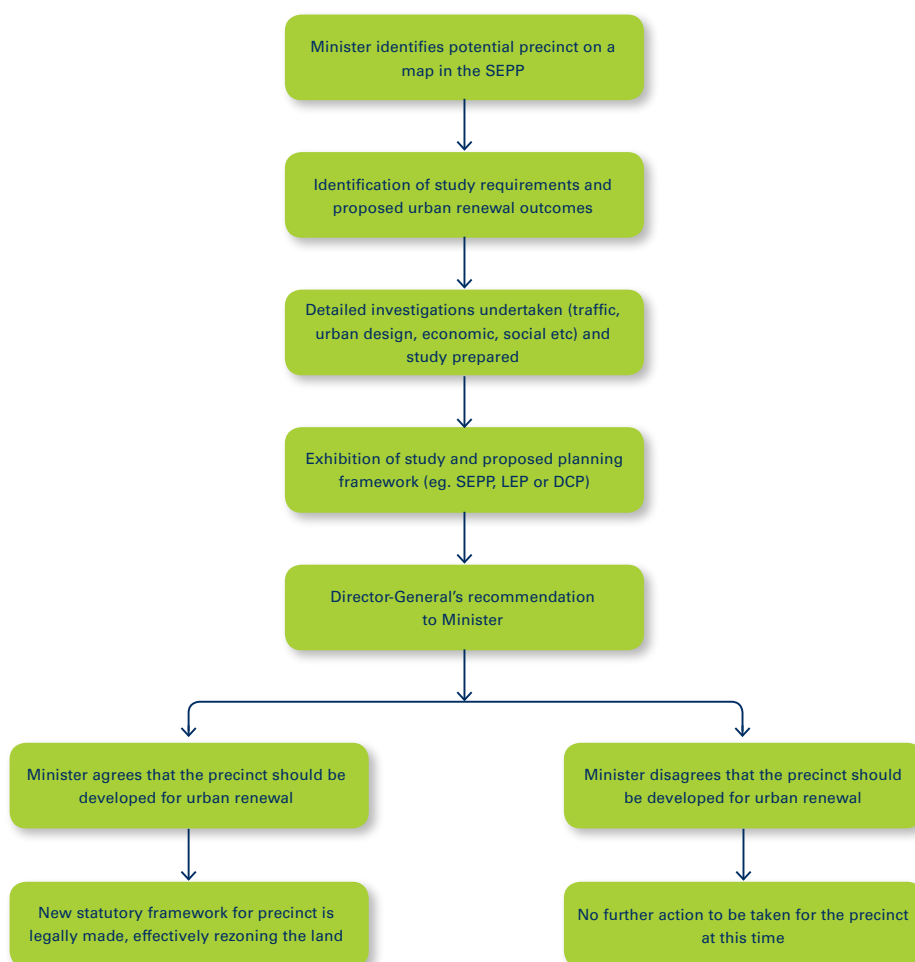 Minister identifies potential precinct on a
map in the SEPP
Identification of study requirements and
proposed urban renewal outcomes
Detailed investigations undertaken (traffic,
urban design, economic, social etc) and
study prepared
Exhibition of study and proposed planning
framework (eg. SEPP, LEP or DCP)
Director-General’s recommendation
to Minister
Minister agrees that the precinct should be
developed for urban renewal
Minister disagrees that the precinct should
be developed for urban renewal
New statutory framework for precinct is
legally made, effectively rezoning the land
No further action to be taken for the precinct
at this time